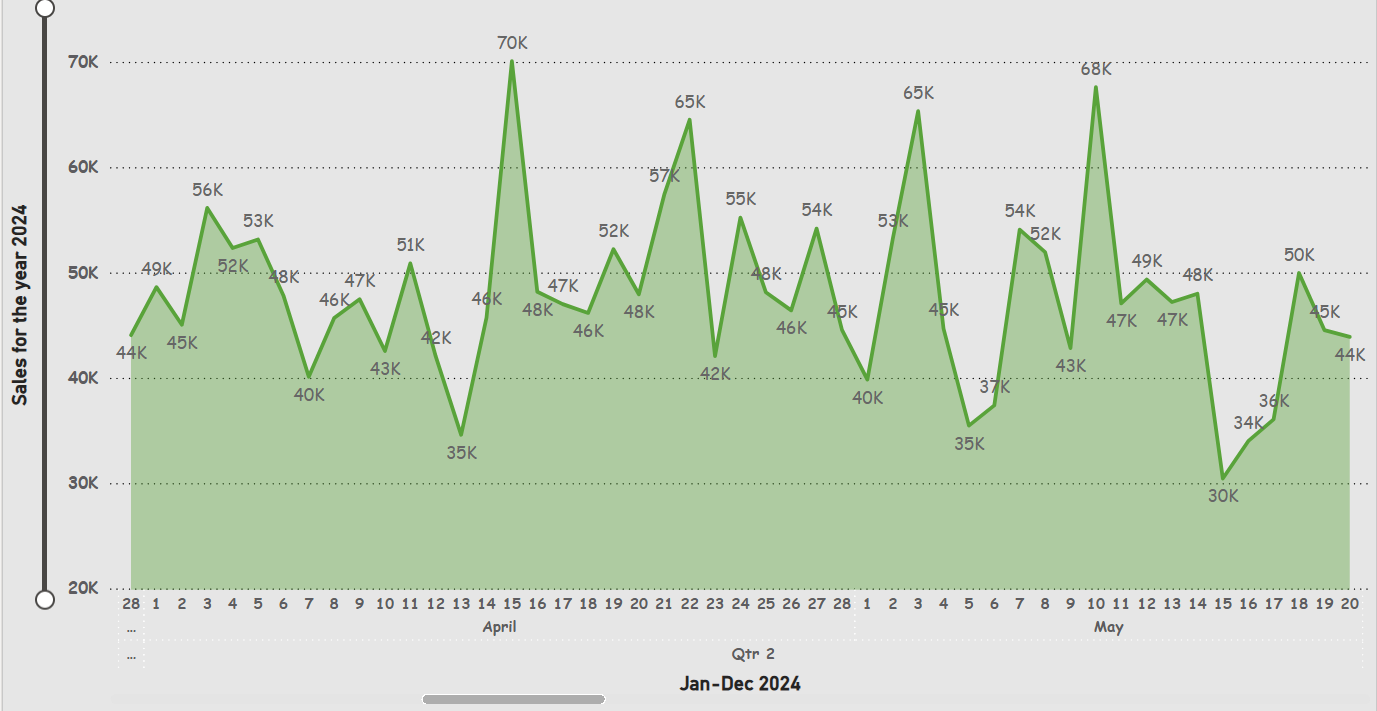 Sales for the year 2024
70K
60K
50K
40K
30K
20K
44K 49K 45K 56K 52K 53K 48K 40K 46K 47K 43K 51K 42K 35K 46K 70K 48K 47K 46K 52K 48K 57K 65K 42K 55K 48K 46K 54K 45K 40K 53K 65K 45K 35K 37K 54K 52K 43K 68K 47K 49K 47K 48K 30K 34K 36K 50K 45K 44K
28 1 2 3 4 5 6 7 8 9 10 11 12 13 14 15 16 17 18 19 20 21 22 23 24 25 26 27 28 1 2 3 4 5 6 7 8 9 10 11 12 13 14 15 16 17 18 19 20
... April May
... Qtr 2
Jan-Dec 2024